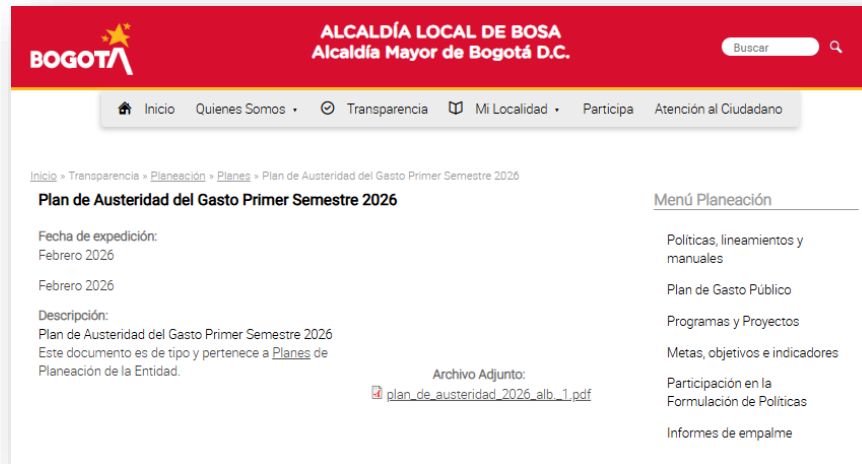 BOGOTÁ
ALCALDÍA LOCAL DE BOSA
Alcaldía Mayor de Bogotá D.C.
Buscar
Inicio Quienes Somos Transparencia Mi Localidad Participa Atención al Ciudadano
Inicio » Transparencia » Planeación » Planes » Plan de Austeridad del Gasto Primer Semestre 2026
Plan de Austeridad del Gasto Primer Semestre 2026
Fecha de expedición:
Febrero 2026
Febrero 2026
Descripción:
Plan de Austeridad del Gasto Primer Semestre 2026
Este documento es de tipo y pertenece a Planes de
Planeación de la Entidad.
Archivo Adjunto:
plan_de_austeridad_2026_alb._1.pdf
Menú Planeación
Políticas, lineamientos y
manuales
Plan de Gasto Público
Programas y Proyectos
Metas, objetivos e indicadores
Participación en la
Formulación de Políticas
Informes de empalme